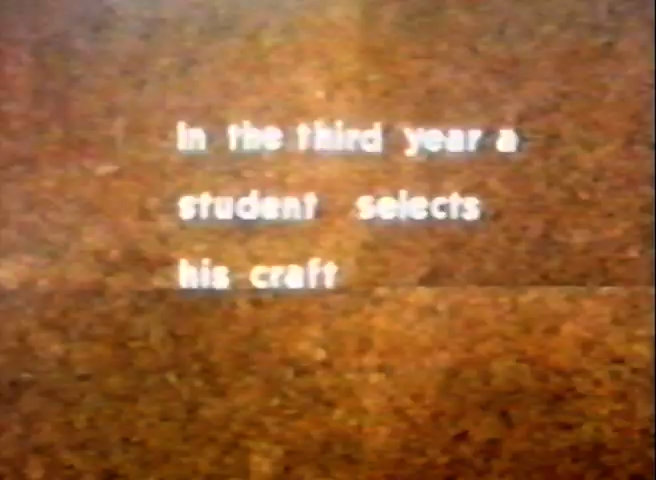 In the third year a
student selects
his craft